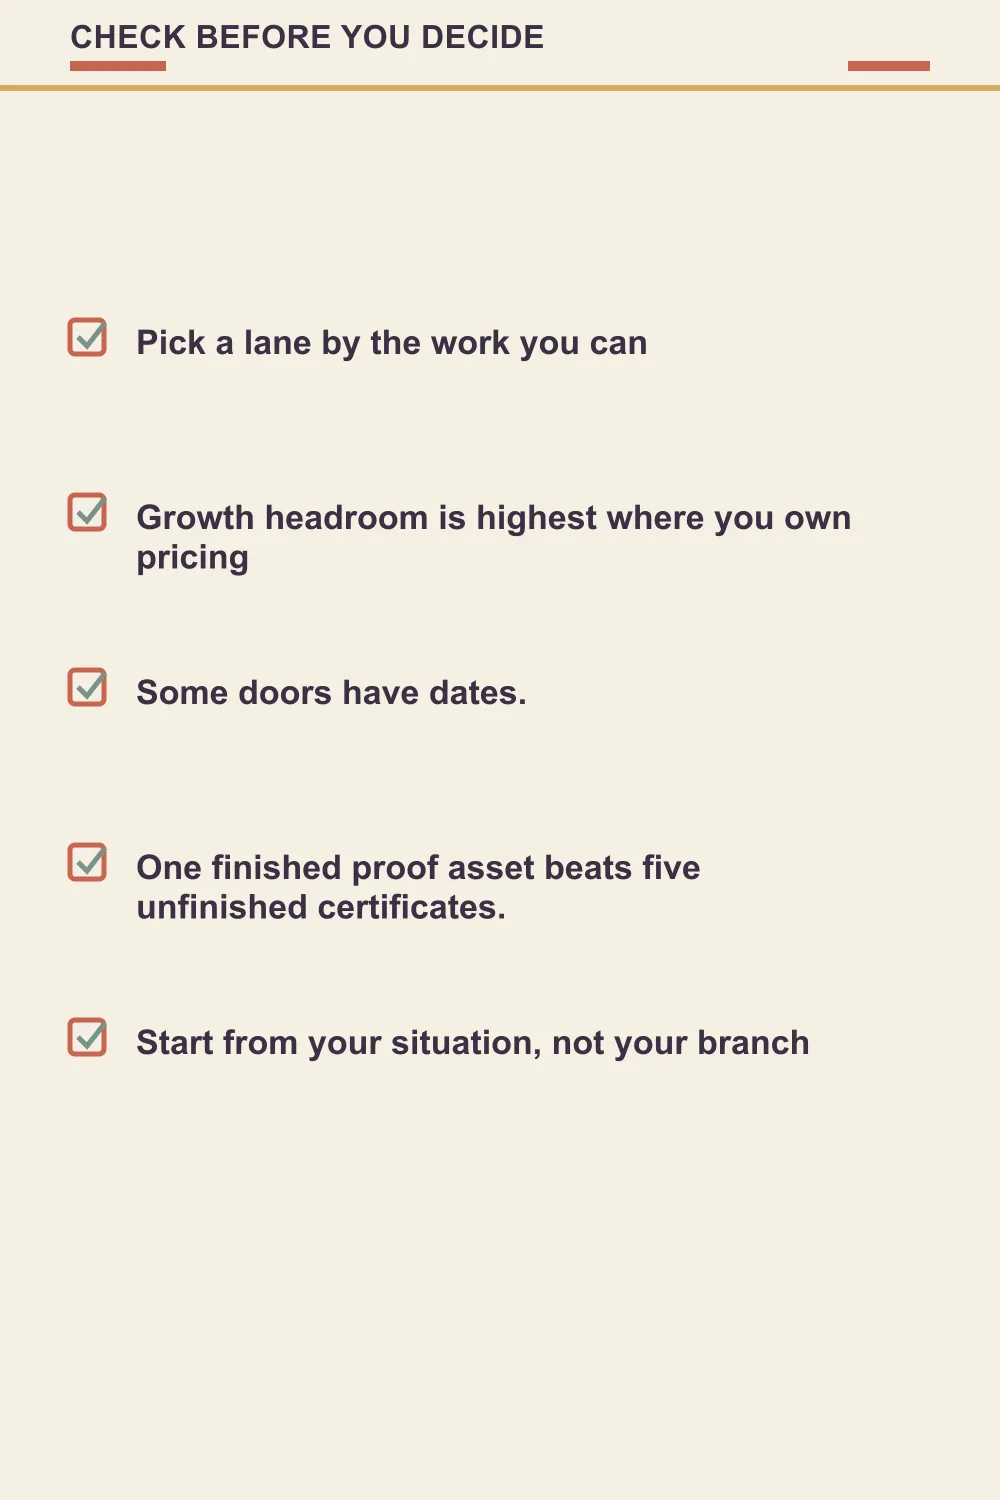 CHECK BEFORE YOU DECIDE
Pick a lane by the work you can
Growth headroom is highest where you own
pricing
Some doors have dates.
One finished proof asset beats five
unfinished certificates.
Start from your situation, not your branch